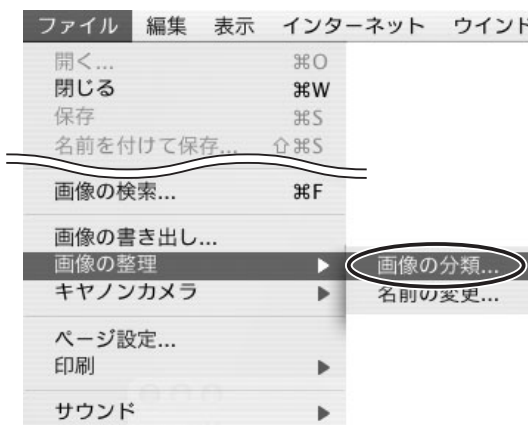 ファイル 編集 表示 インターネット ウインド
開く... ⌘O
閉じる ⌘W
保存 ⌘S
名前を付けて保存... ⇧⌘S
画像の検索... ⌘F
画像の書き出し...
画像の整理 ▶ 画像の分類...
キヤノンカメラ ▶ 名前の変更...
ページ設定...
印刷 ▶
サウンド ▶